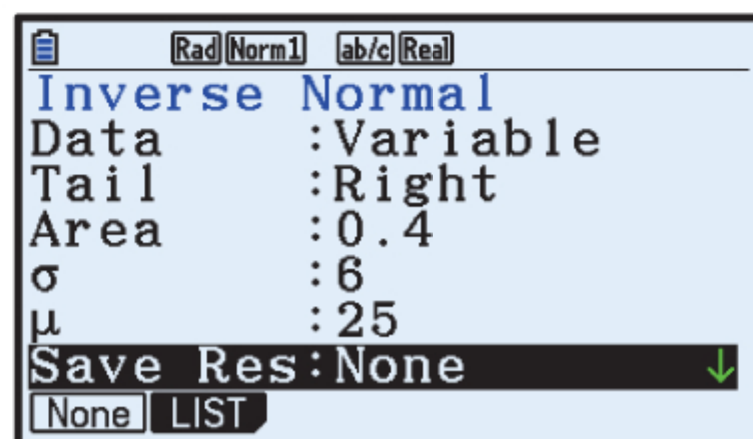 Rad Norm1 ab/c Real
Inverse Normal
Data :Variable
Tail :Right
Area :0.4
σ :6
μ :25
Save Res:None ↓
None LIST